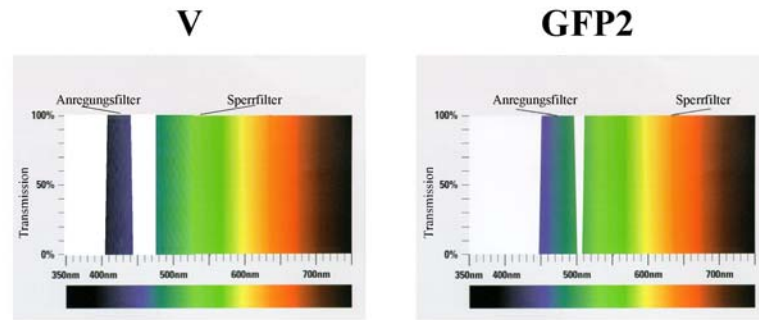 V
Anregungsfilter Sperrfilter
100%
Transmission
50%
0%
350nm 400nm 500nm 600nm 700nm
GFP2
Anregungsfilter Sperrfilter
100%
Transmission
50%
0%
350nm 400nm 500nm 600nm 700nm